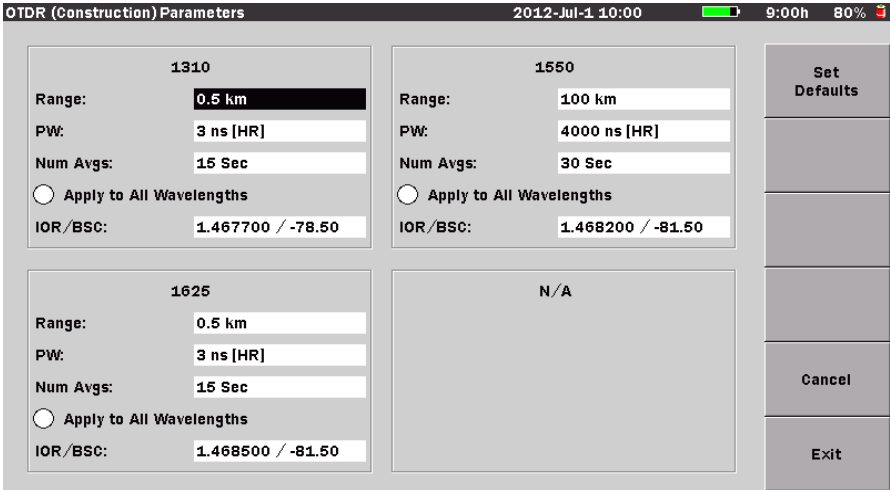 OTDR (Construction) Parameters 2012-Jul-1 10:00 9:00h 80%
1310
Range: 0.5 km
PW: 3 ns [HR]
Num Avgs: 15 Sec
Apply to All Wavelengths
IOR/BSC: 1.467700 / -78.50
1550
Range: 100 km
PW: 4000 ns [HR]
Num Avgs: 30 Sec
Apply to All Wavelengths
IOR/BSC: 1.468200 / -81.50
1625
Range: 0.5 km
PW: 3 ns [HR]
Num Avgs: 15 Sec
Apply to All Wavelengths
IOR/BSC: 1.468500 / -81.50
N/A
Set
Defaults
Cancel
Exit